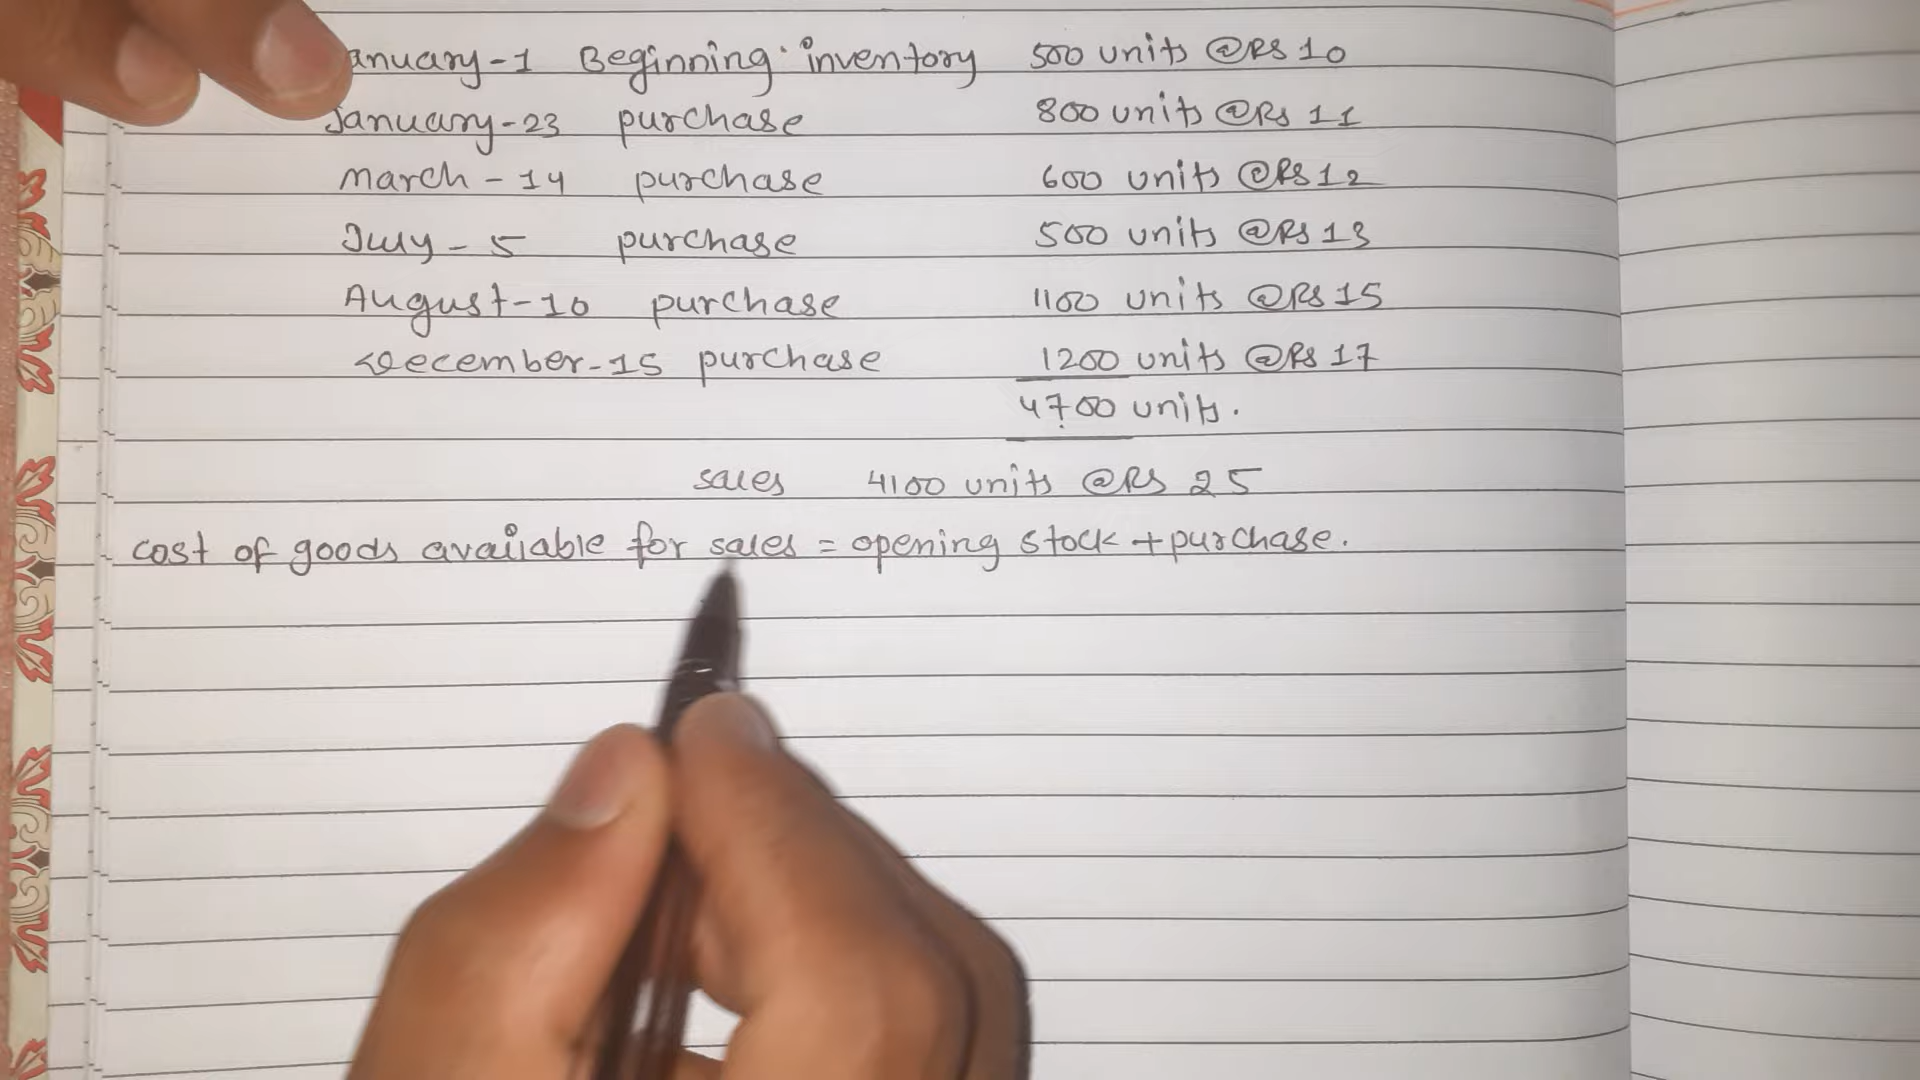 January-1 Beginning inventory 500 units @Rs 10
January-23 purchase 800 units @Rs 11
march - 14 purchase 600 units @Rs 12
July - 5 purchase 500 units @Rs 13
August-10 purchase 1100 units @Rs 15
December-15 purchase 1200 units @Rs 17
4700 units.
sales 4100 units @Rs 25
cost of goods available for sales = opening stock + purchase.